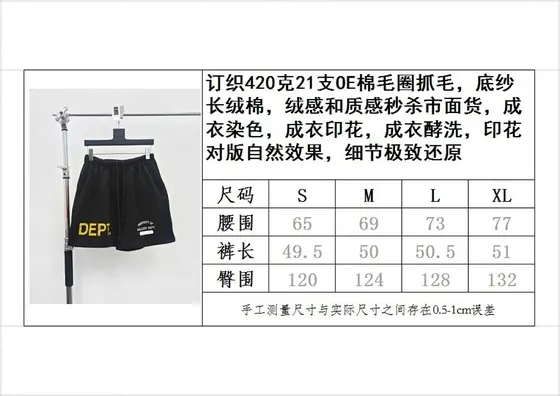 订织420克21支OE棉毛圈抓毛，底纱
长绒棉，绒感和质感秒杀市面货，成
衣染色，成衣印花，成衣酵洗，印花
对版自然效果，细节极致还原
尺码 S M L XL
腰围 65 69 73 77
裤长 49.5 50 50.5 51
臀围 120 124 128 132
手工测量尺寸与实际尺寸之间存在0.5-1cm误差
DEPT.